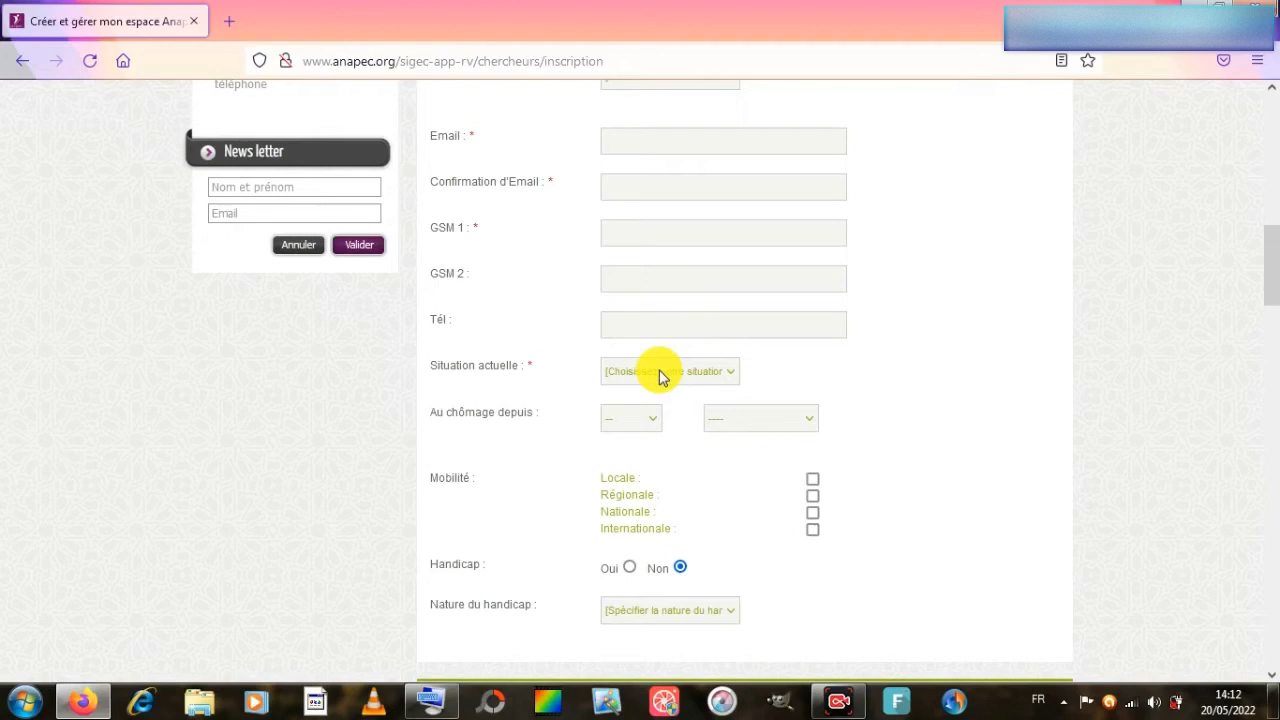 Créer et gérer mon espace Anap
www.anapec.org/sigec-app-rv/chercheurs/inscription
téléphone
News letter
Nom et prénom
Email
Annuler
Valider
Email : *
Confirmation d'Email : *
GSM 1 : *
GSM 2 :
Tél :
Situation actuelle : *
situation
Au chômage depuis :
--
----
Mobilité :
Locale :
Régionale :
Nationale :
Internationale :
Handicap :
Oui
Non
Nature du handicap :
[Spécifier la nature du har
FR
14:12
20/05/2022